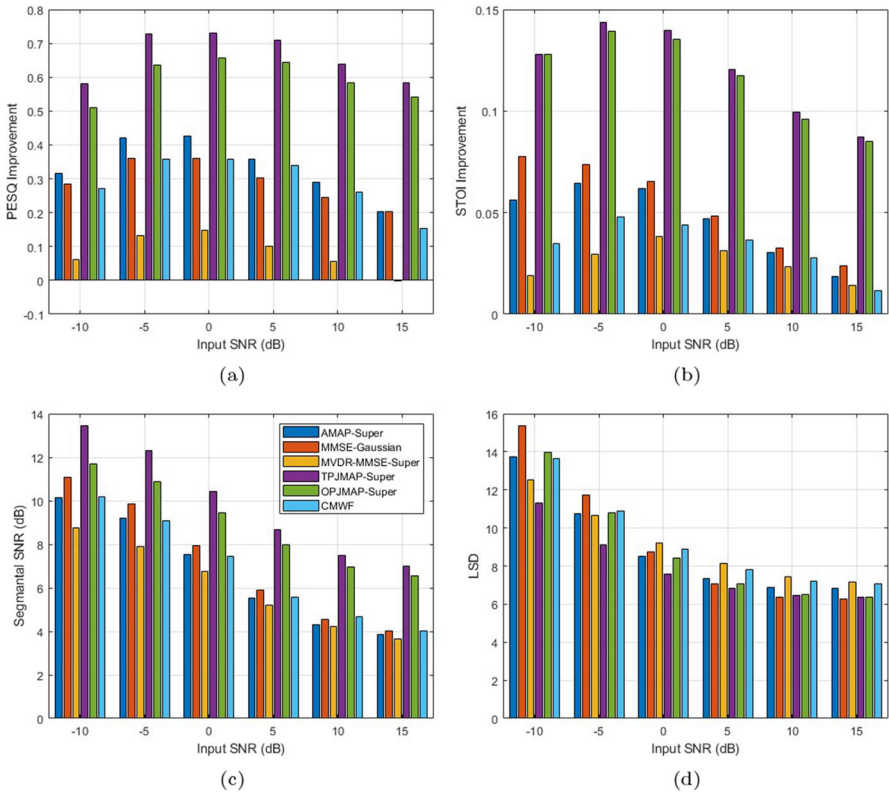 0.8
0.7
0.6
0.5
0.4
0.3
0.2
0.1
0
-0.1
PESQ Improvement
-10 -5 0 5 10 15
Input SNR (dB)
(a)
0.15
0.1
0.05
0
STOI Improvement
-10 -5 0 5 10 15
Input SNR (dB)
(b)
14
12
10
8
6
4
2
0
Segmantal SNR (dB)
AMAP-Super
MMSE-Gaussian
MVDR-MMSE-Super
TPJMAP-Super
OPJMAP-Super
CMWF
-10 -5 0 5 10 15
Input SNR (dB)
(c)
16
14
12
10
8
6
4
2
0
LSD
-10 -5 0 5 10 15
Input SNR (dB)
(d)